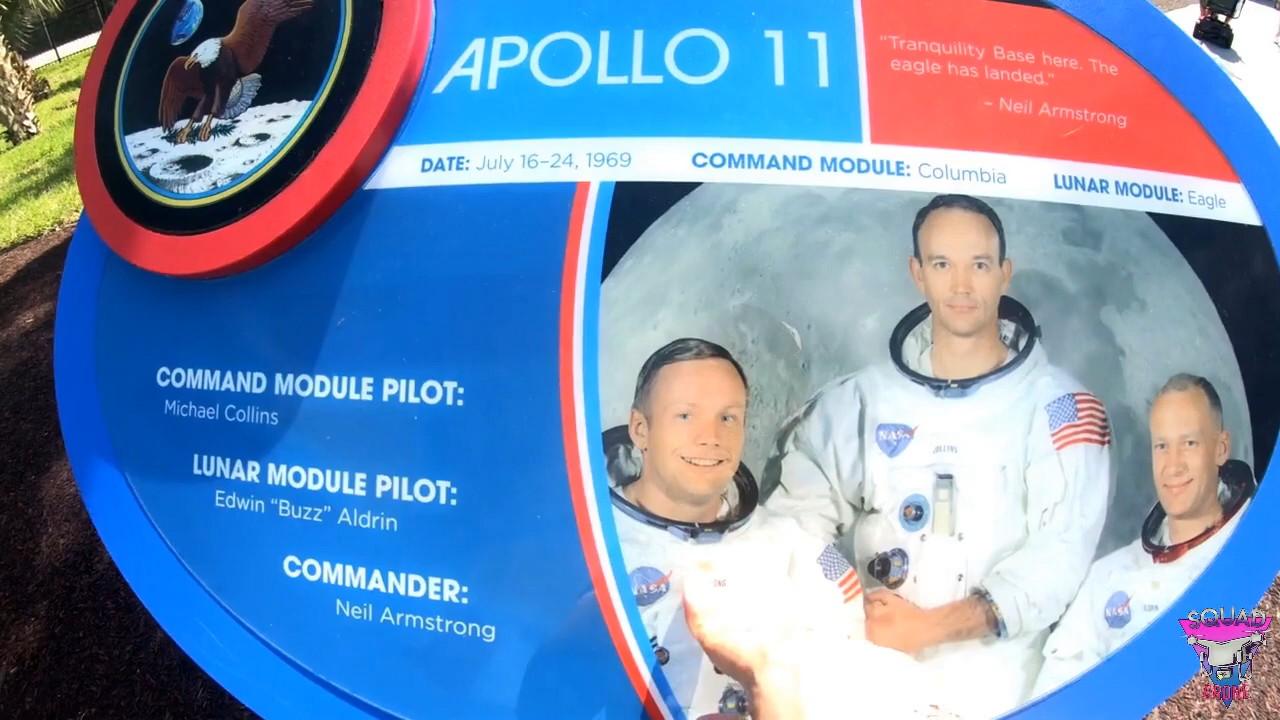 APOLLO 11
“Tranquility Base here. The
eagle has landed.”
– Neil Armstrong
DATE: July 16–24, 1969
COMMAND MODULE: Columbia
LUNAR MODULE: Eagle
COMMAND MODULE PILOT:
Michael Collins
LUNAR MODULE PILOT:
Edwin “Buzz” Aldrin
COMMANDER:
Neil Armstrong
NASA
COLLINS
NASA
NASA
SQUAD
DRONE